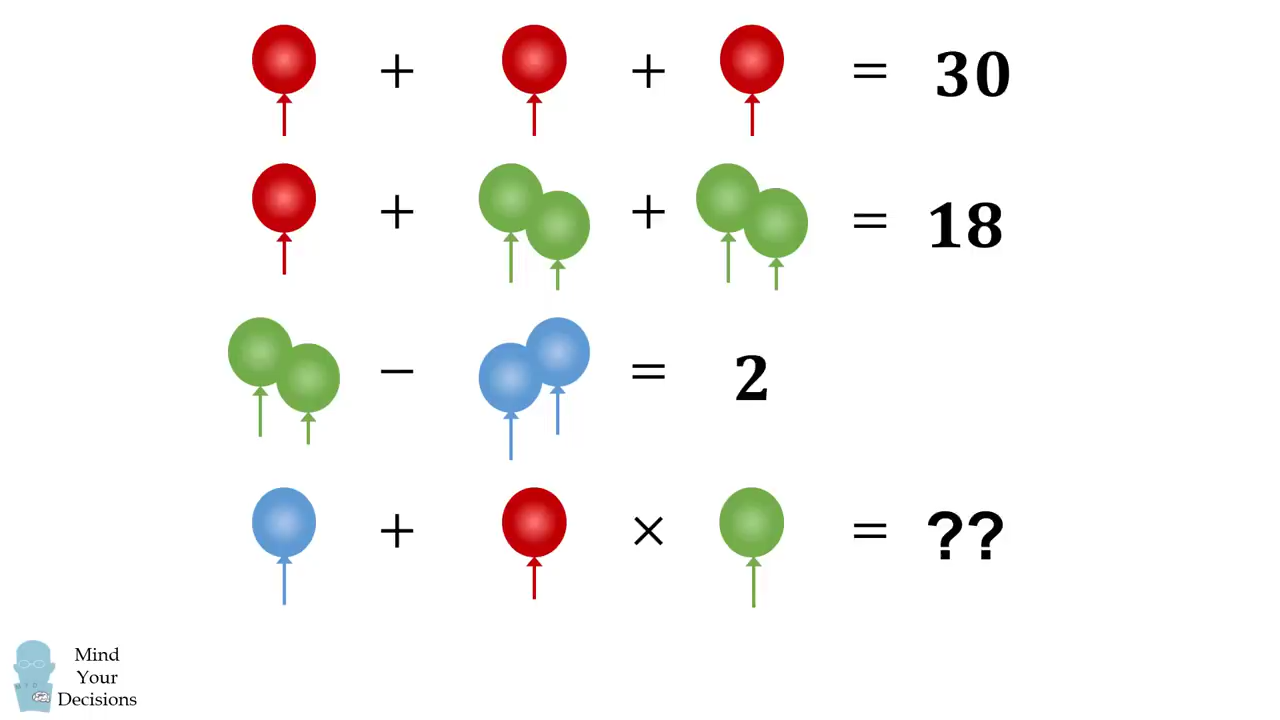 + + = 30
+ + = 18
− = 2
+ × = ??
Mind
Your
Decisions